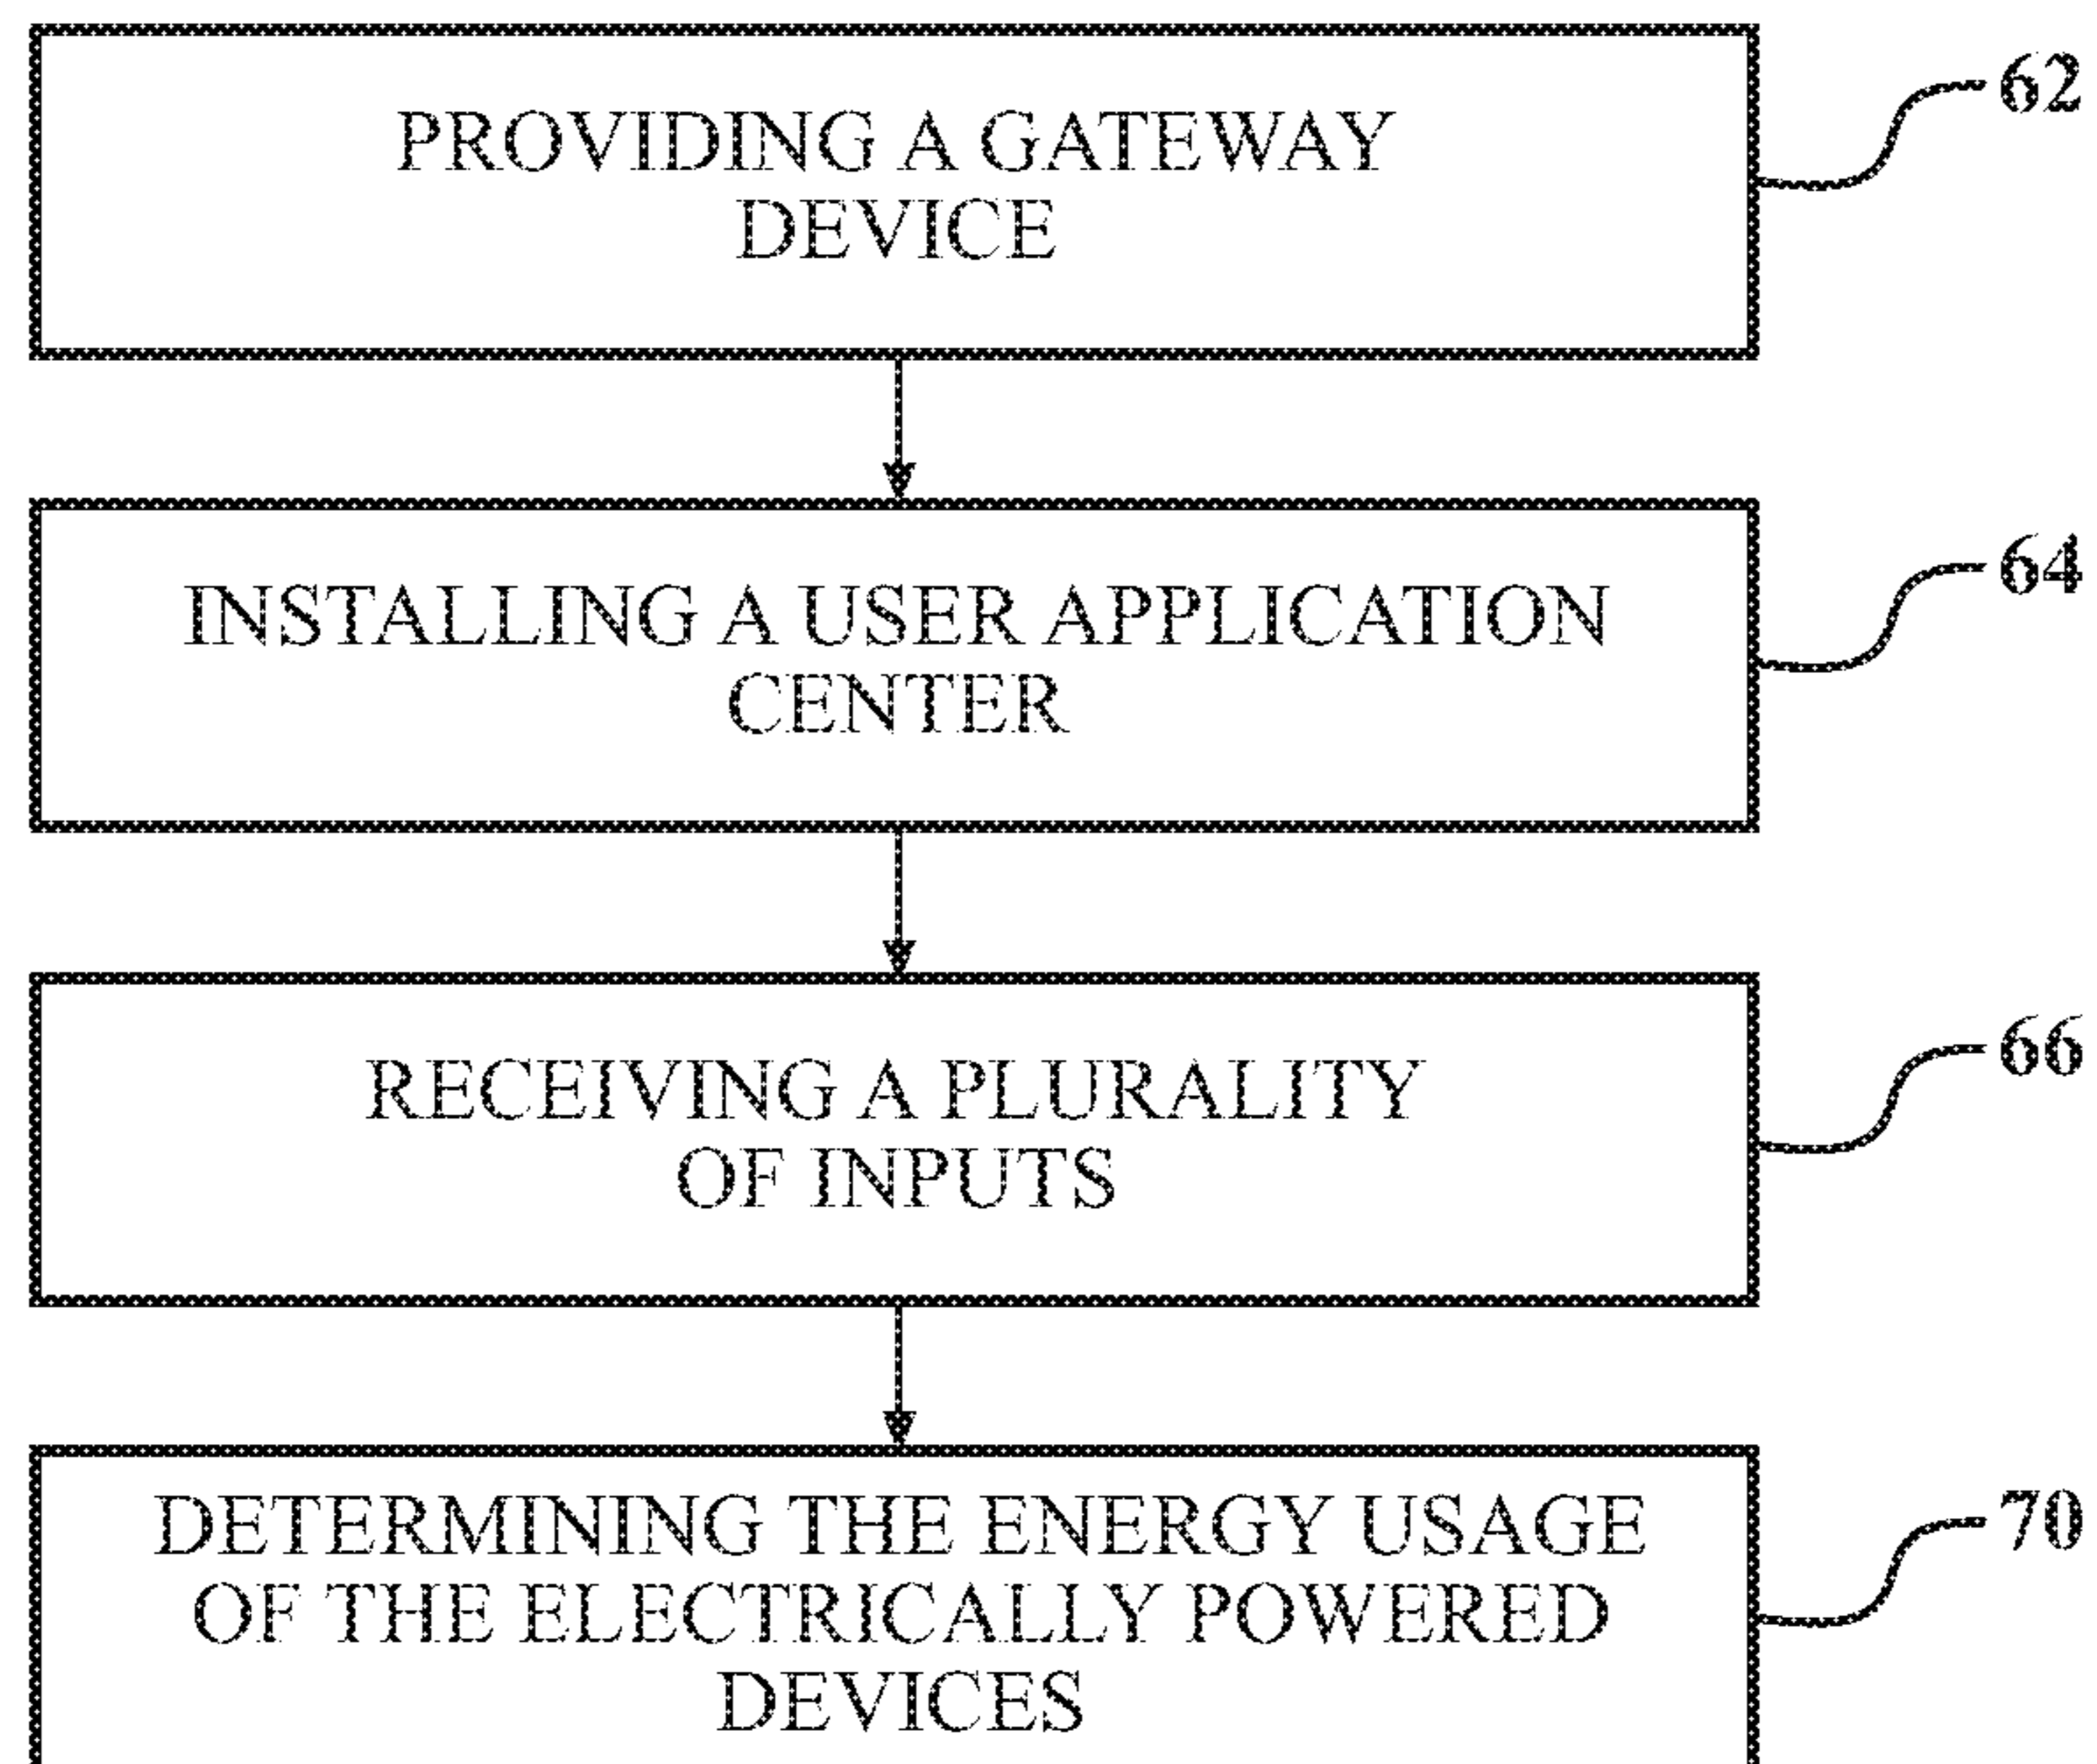 PROVIDING A GATEWAY
DEVICE
62
INSTALLING A USER APPLICATION
CENTER
64
RECEIVING A PLURALITY
OF INPUTS
66
DETERMINING THE ENERGY USAGE
OF THE ELECTRICALLY POWERED
DEVICES
70